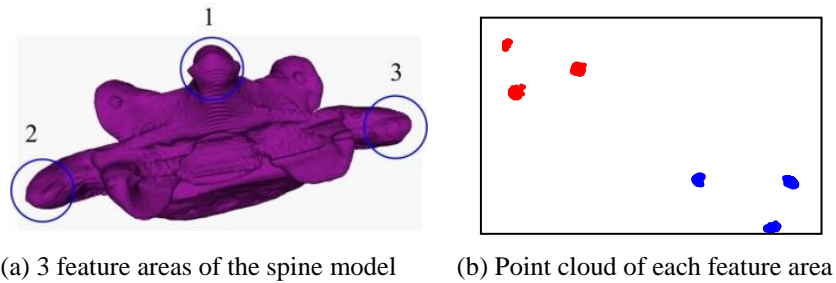 1
3
2
(a) 3 feature areas of the spine model
(b) Point cloud of each feature area